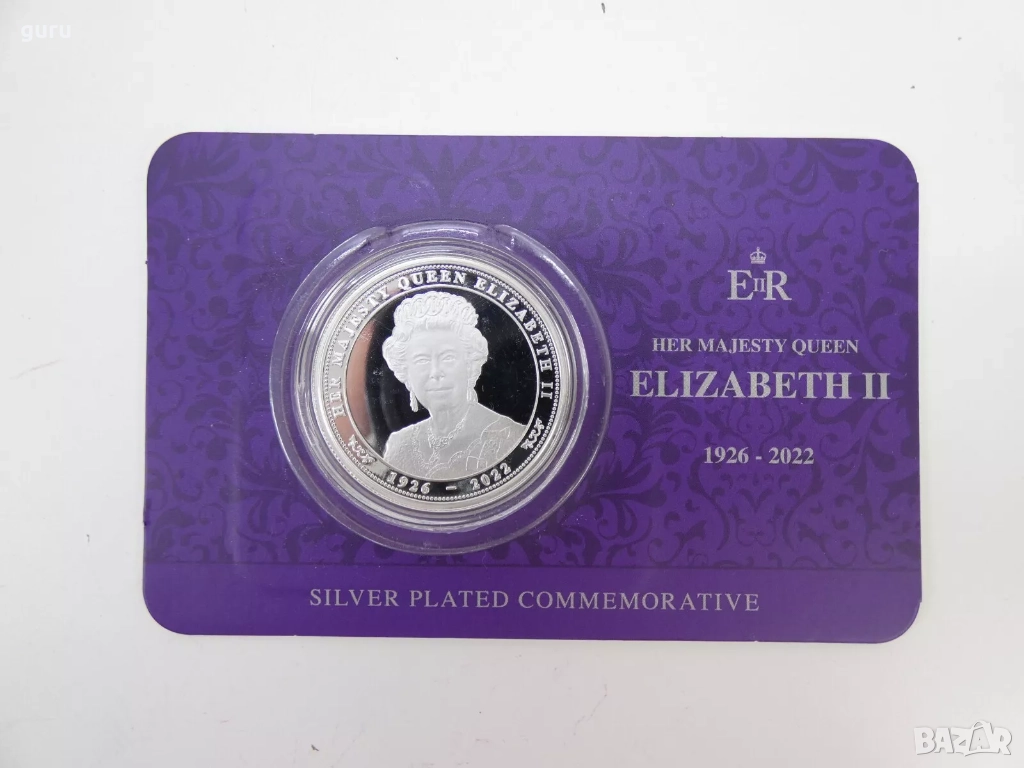 guru
HER MAJESTY QUEEN ELIZABETH II
1926 – 2022
EIIR
HER MAJESTY QUEEN
ELIZABETH II
1926 - 2022
SILVER PLATED COMMEMORATIVE
BAZAR